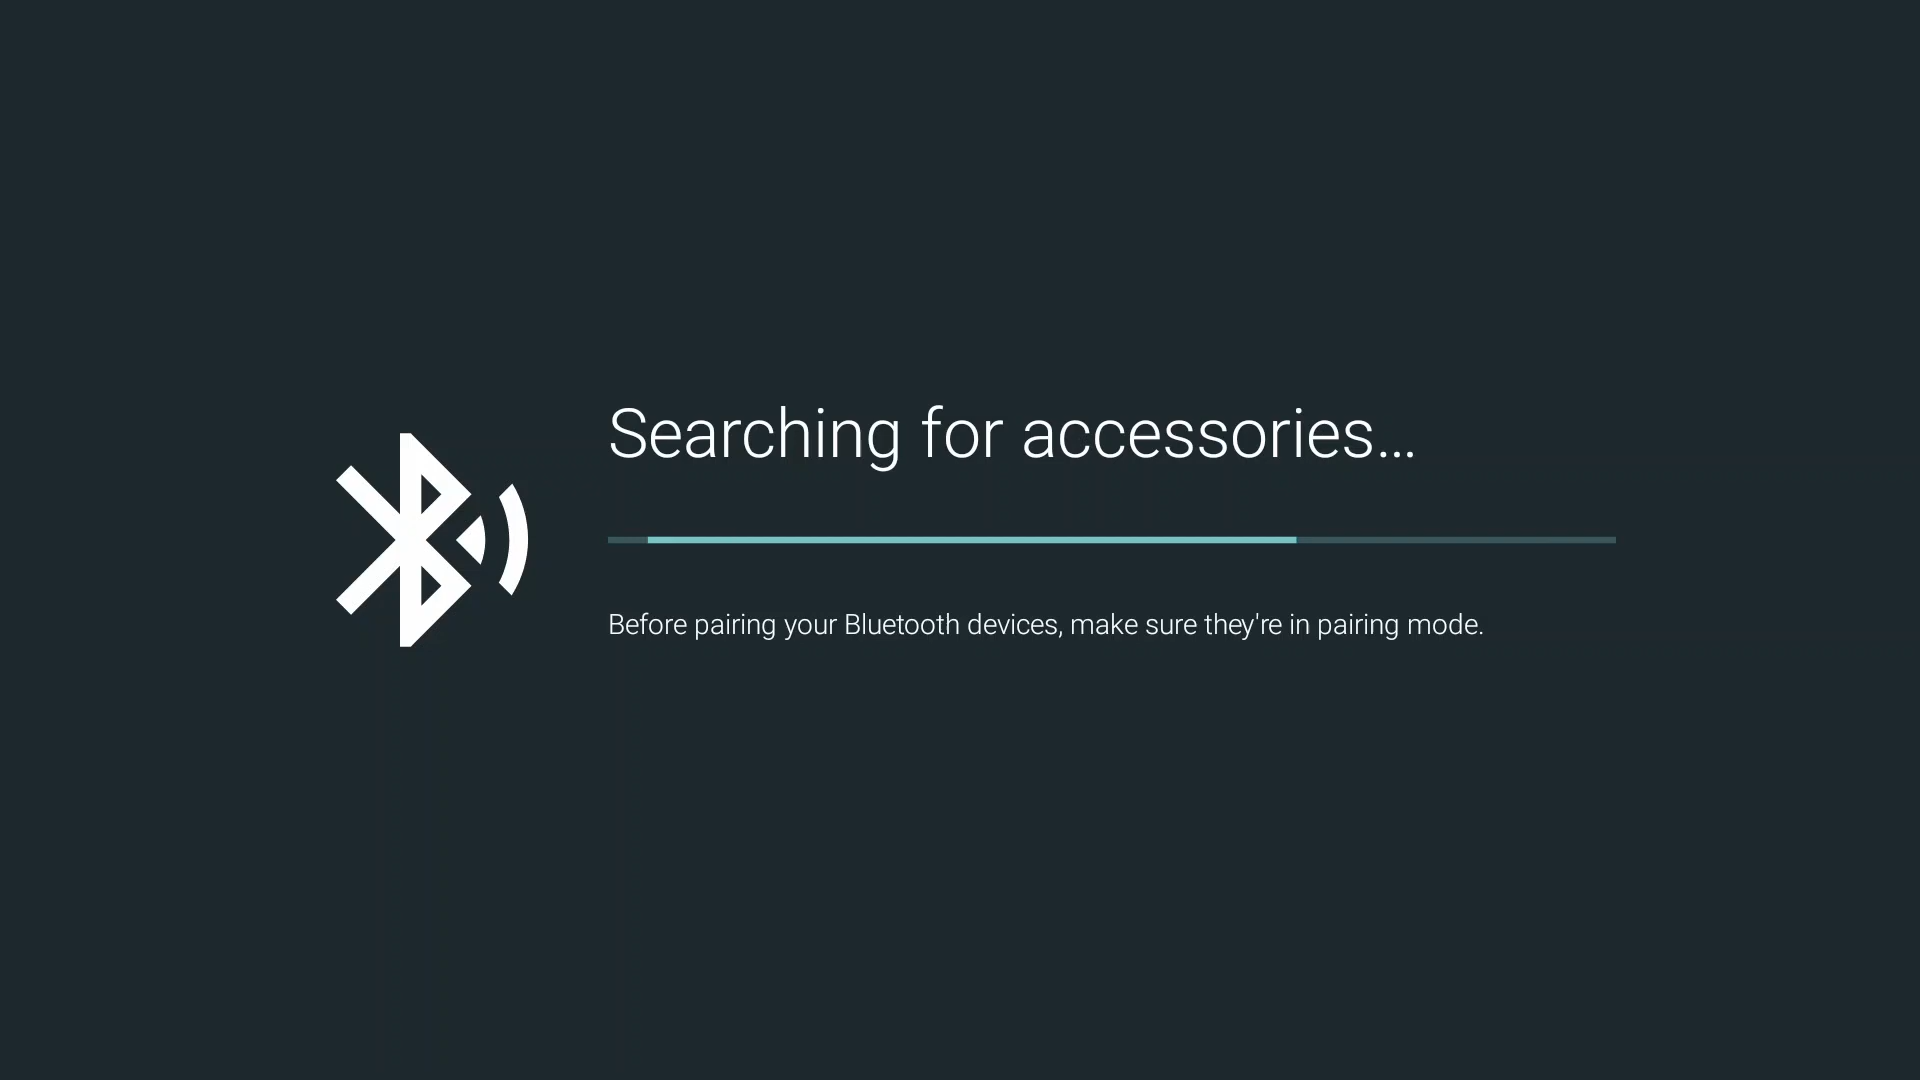 Searching for accessories...
Before pairing your Bluetooth devices, make sure they're in pairing mode.